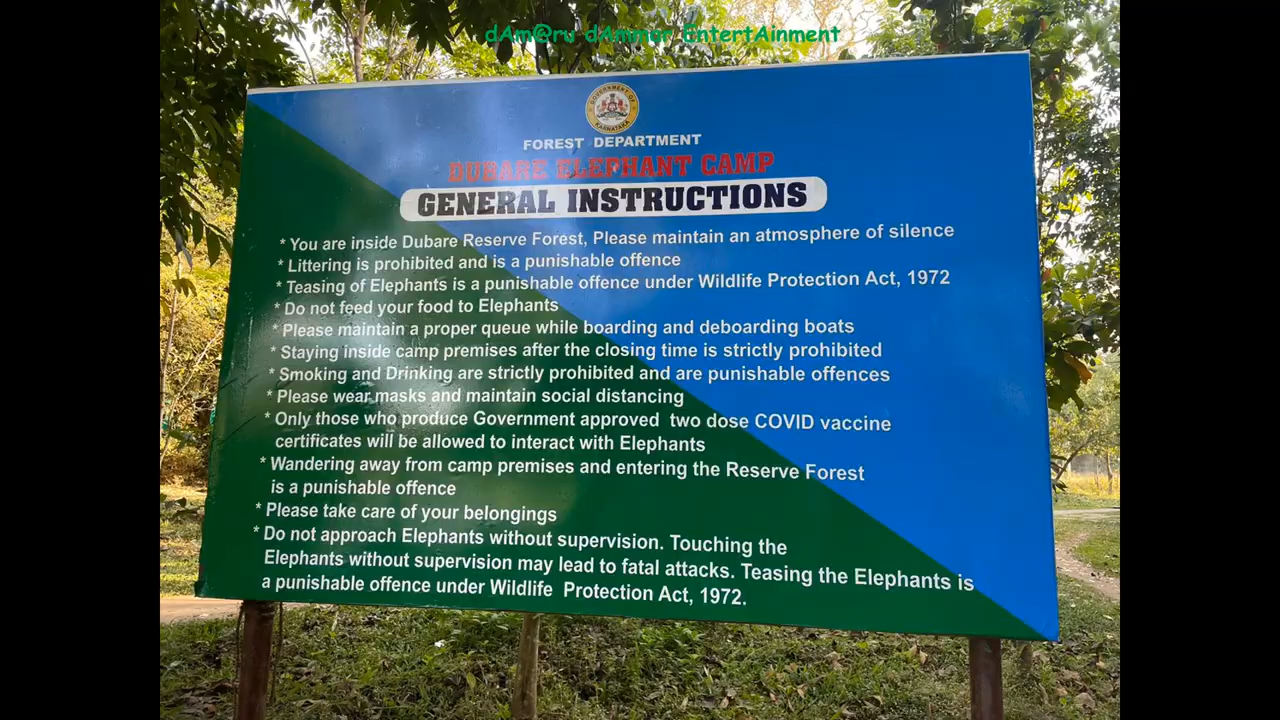 dAm@ru dAmmar EntertAinment
GOVERNMENT OF
KARNATAKA
FOREST DEPARTMENT
DUBARE ELEFHANT CAMP
GENERAL INSTRUCTIONS
* You are inside Dubare Reserve Forest, Please maintain an atmosphere of silence
* Littering is prohibited and is a punishable offence
* Teasing of Elephants is a punishable offence under Wildlife Protection Act, 1972
* Do not feed your food to Elephants
* Please maintain a proper queue while boarding and deboarding boats
* Staying inside camp premises after the closing time is strictly prohibited
* Smoking and Drinking are strictly prohibited and are punishable offences
* Please wear masks and maintain social distancing
* Only those who produce Government approved two dose COVID vaccine
certificates will be allowed to interact with Elephants
* Wandering away from camp premises and entering the Reserve Forest
is a punishable offence
* Please take care of your belongings
* Do not approach Elephants without supervision. Touching the
Elephants without supervision may lead to fatal attacks. Teasing the Elephants is
a punishable offence under Wildlife Protection Act, 1972.